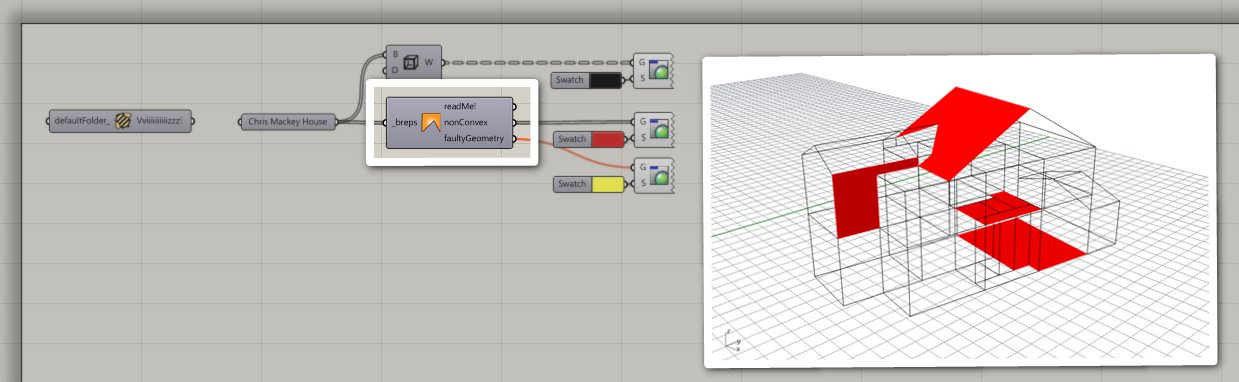 B
D
W
G
S
Swatch
defaultFolder_
Vviiiiiiiiiizzz!
Chris Mackey House
_breps
readMe!
nonConvex
faultyGeometry
G
S
Swatch
G
S
Swatch
z
y
x